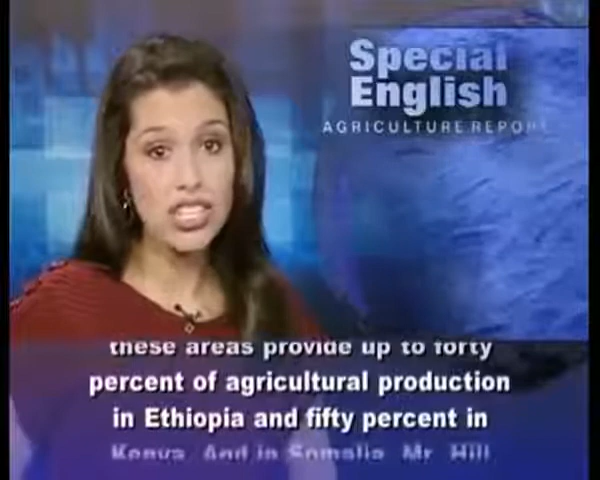 Special
English
AGRICULTURE REPORT
these areas provide up to forty
percent of agricultural production
in Ethiopia and fifty percent in
Kenya. And in Somalia, Mr. Hill